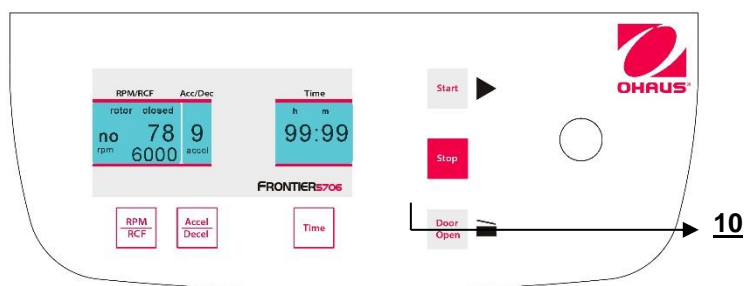 OHAUS®
RPM/RCF Acc/Dec Time
rotor closed
no 78 9
rpm 6000 accel
h m
99:99
FRONTIER5706
Start
Stop
RPM
RCF
Accel
Decel
Time
Door
Open
10